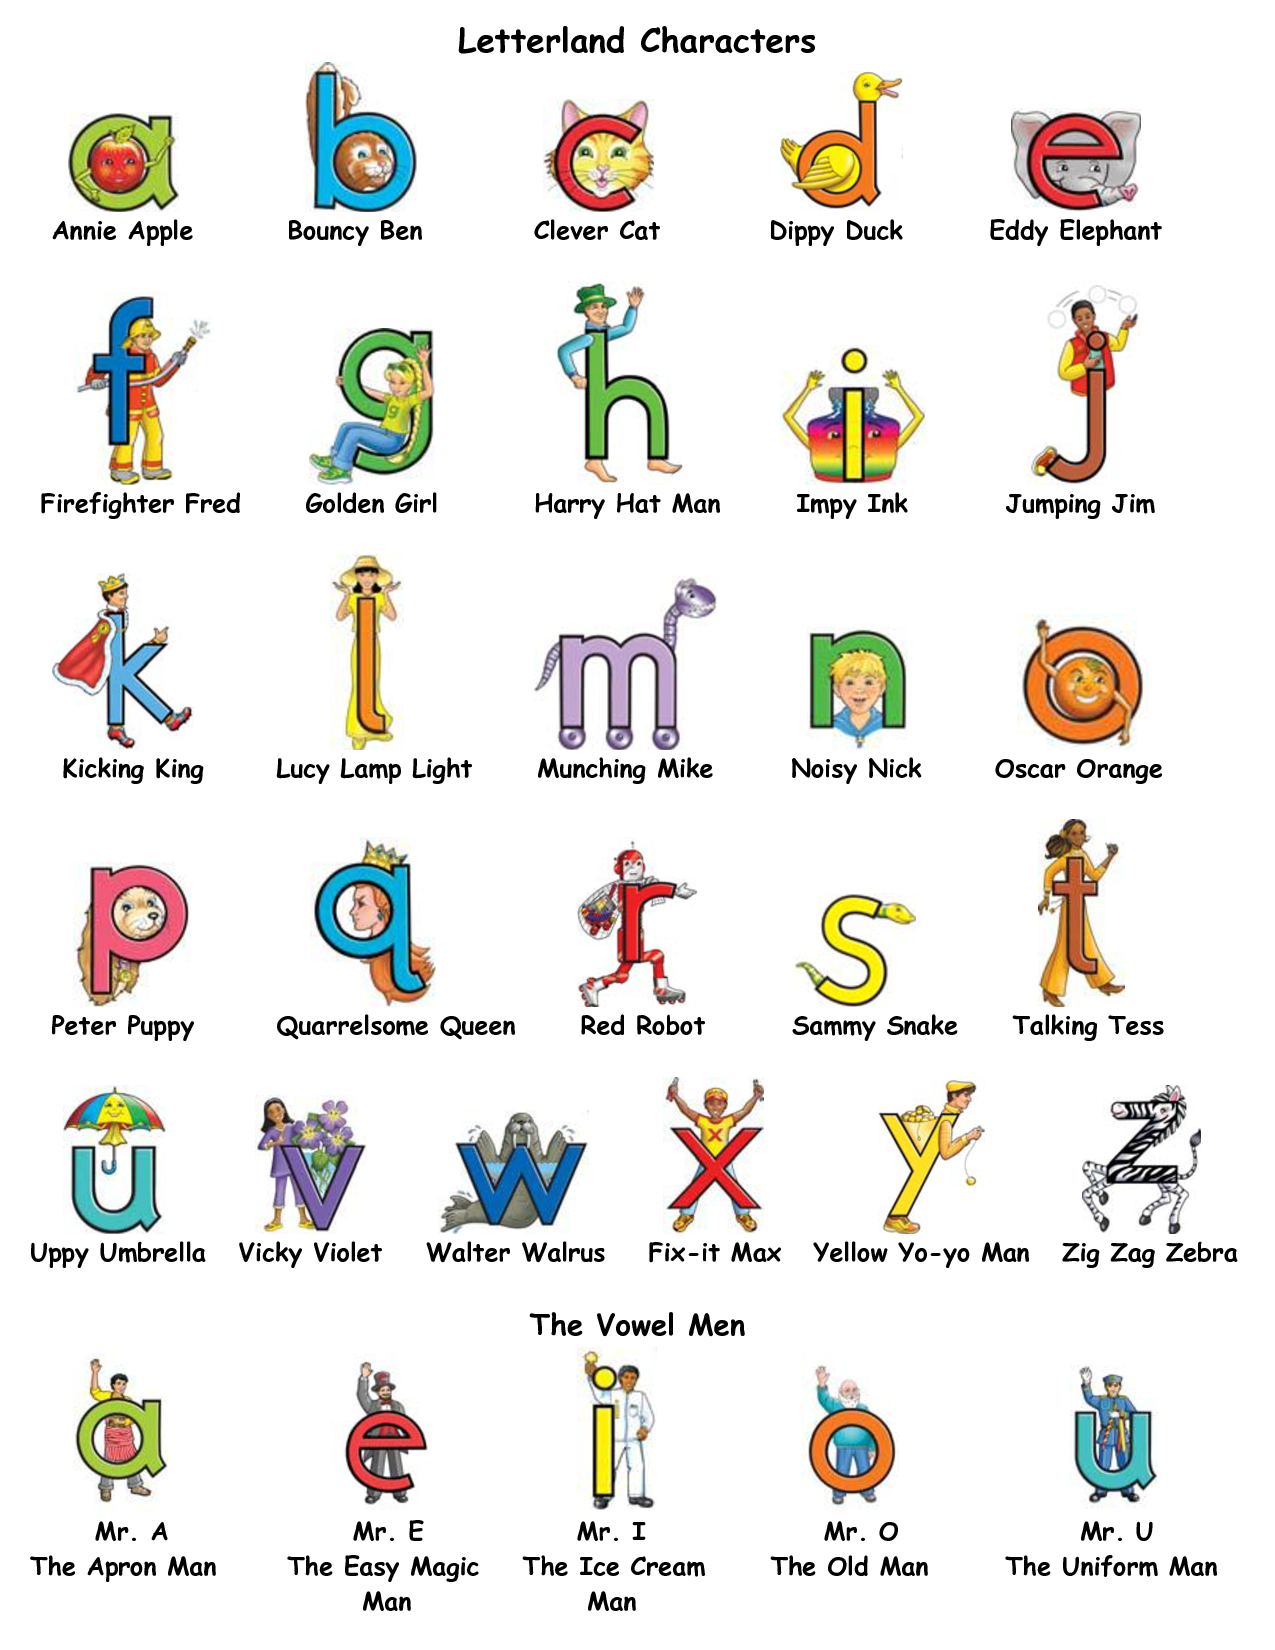 Letterland Characters
a b c d e
Annie Apple Bouncy Ben Clever Cat Dippy Duck Eddy Elephant
f g h i j
g
Firefighter Fred Golden Girl Harry Hat Man Impy Ink Jumping Jim
k l m n o
Kicking King Lucy Lamp Light Munching Mike Noisy Nick Oscar Orange
p q r s t
Peter Puppy Quarrelsome Queen Red Robot Sammy Snake Talking Tess
u v w x y z
x
Uppy Umbrella Vicky Violet Walter Walrus Fix-it Max Yellow Yo-yo Man Zig Zag Zebra
The Vowel Men
a e i o u
Mr. A Mr. E Mr. I Mr. O Mr. U
The Apron Man The Easy Magic The Ice Cream The Old Man The Uniform Man
Man Man